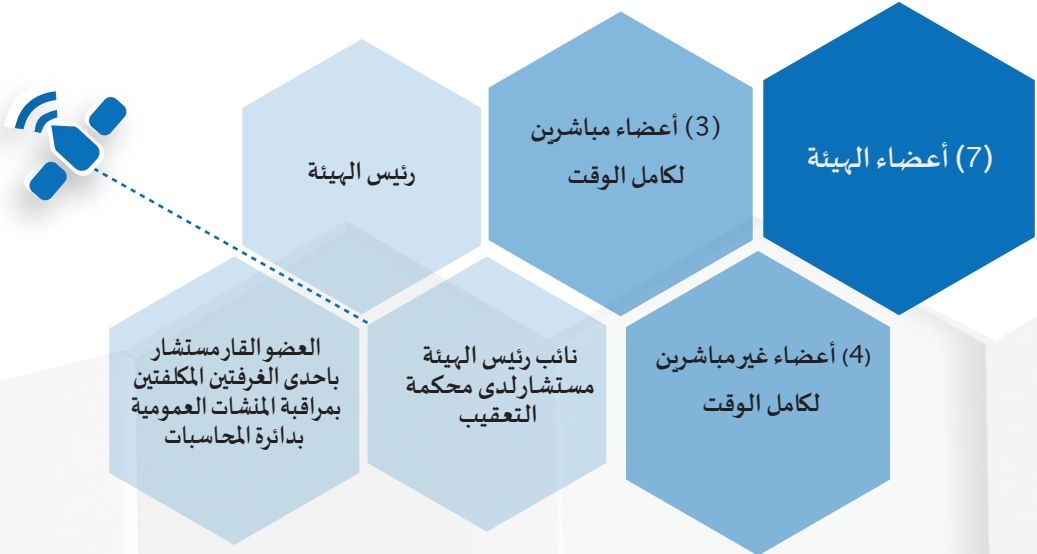 (7) أعضاء الهيئة
(3) أعضاء مباشرين
لكامل الوقت
رئيس الهيئة
(4) أعضاء غير مباشرين
لكامل الوقت
نائب رئيس الهيئة
مستشار لدى محكمة
التعقيب
العضو القار مستشار
باحدى الغرفتين المكلفتين
بمراقبة المنشات العمومية
بدائرة المحاسبات